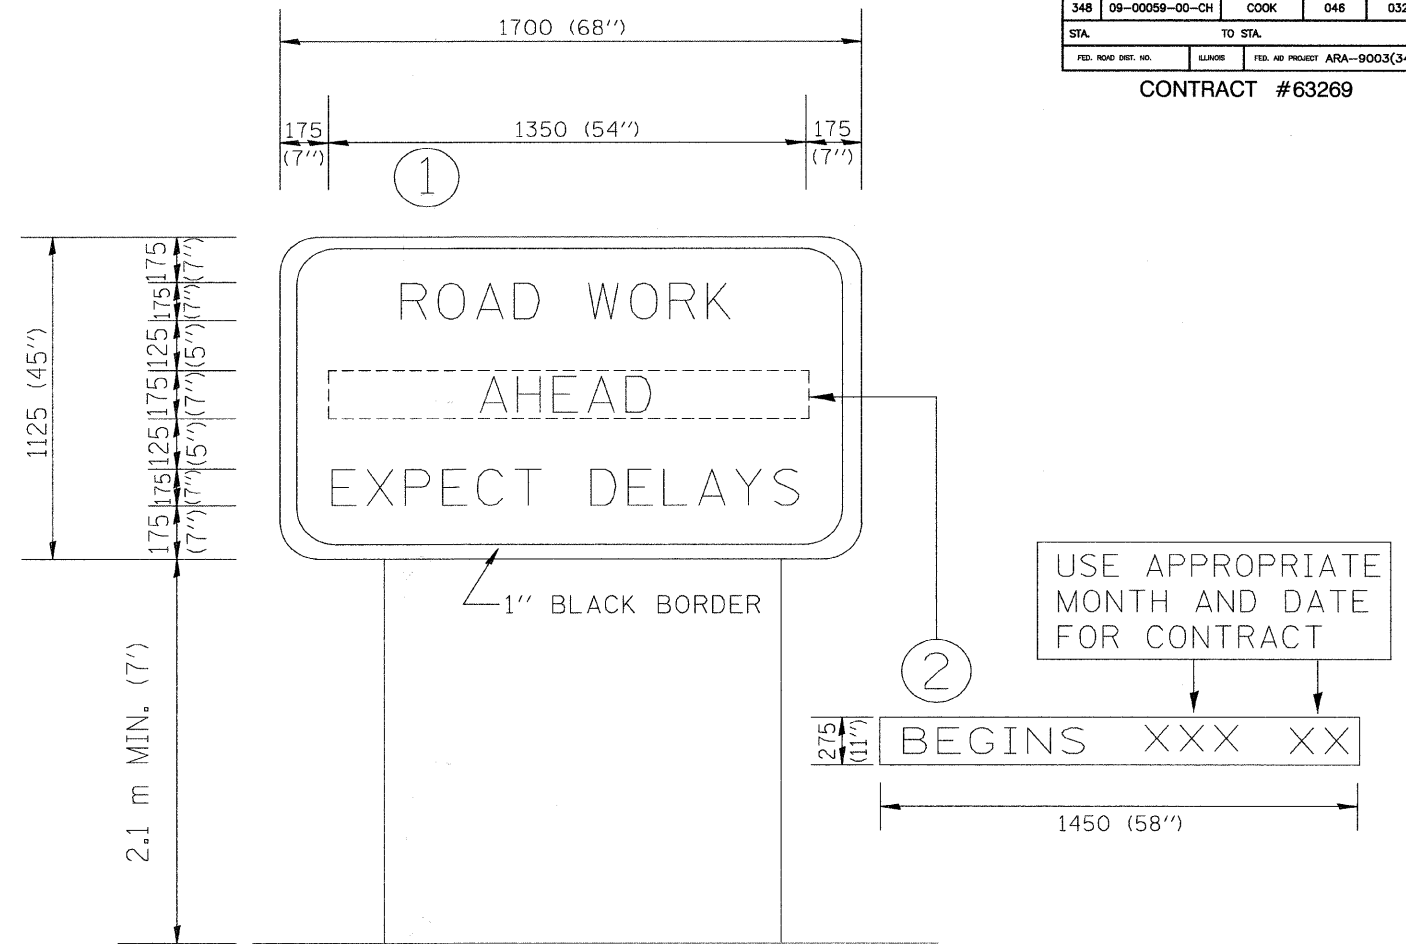 348 09-00059-00-CH COOK 046 032
STA. TO STA.
FED. ROAD DIST. NO. ILLINOIS FED. AID PROJECT ARA-9003(34
CONTRACT #63269
1700 (68'')
175 (7'')
1350 (54'')
175 (7'')
1
1125 (45'')
175 (7'')
175 (7'')
125 (5'')
175 (7'')
125 (5'')
175 (7'')
175 (7'')
ROAD WORK
AHEAD
EXPECT DELAYS
1'' BLACK BORDER
2.1 m MIN. (7')
2
USE APPROPRIATE
MONTH AND DATE
FOR CONTRACT
275 (11'')
BEGINS XXX XX
1450 (58'')